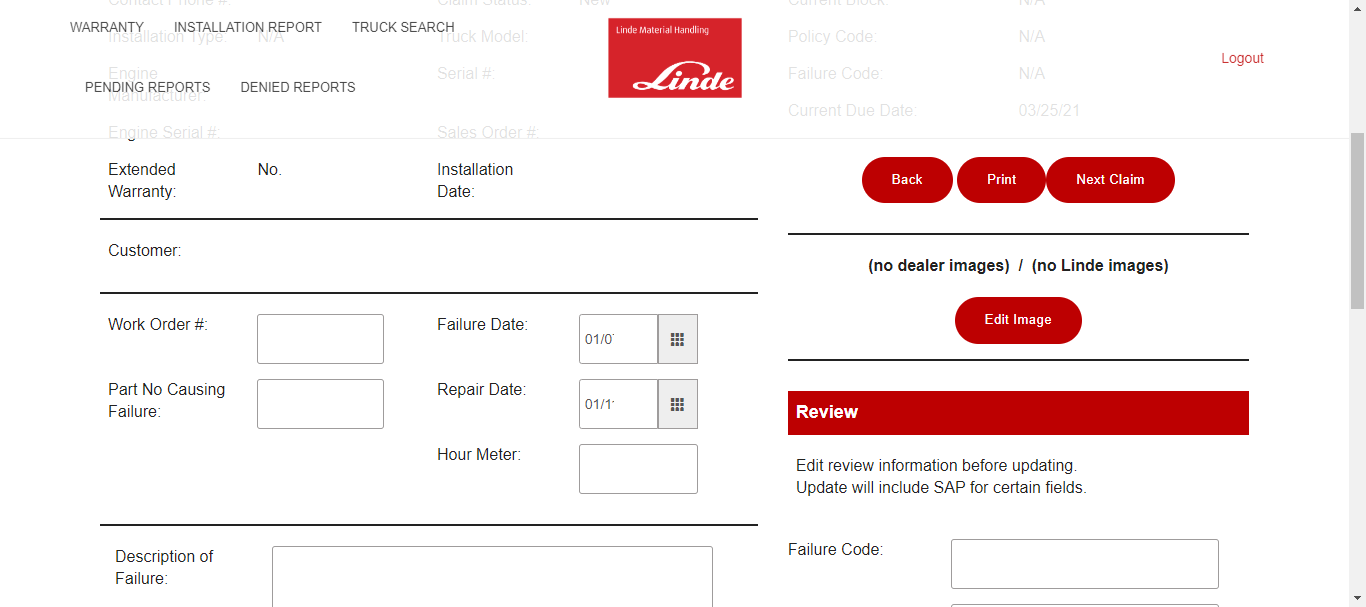 Contact Phone #:
Claim Status:
New
Current Block:
N/A
WARRANTY
INSTALLATION REPORT
TRUCK SEARCH
Linde Material Handling
Linde
Logout
Installation Type:
N/A
Truck Model:
Policy Code:
N/A
Engine
Manufacturer:
Serial #:
Failure Code:
N/A
PENDING REPORTS
DENIED REPORTS
Current Due Date:
03/25/21
Engine Serial #:
Sales Order #:
Extended
Warranty:
No.
Installation
Date:
Back
Print
Next Claim
Customer:
(no dealer images) / (no Linde images)
Edit Image
Work Order #:
Failure Date:
01/0
Part No Causing
Failure:
Repair Date:
01/1
Hour Meter:
Review
Edit review information before updating.
Update will include SAP for certain fields.
Description of
Failure:
Failure Code: